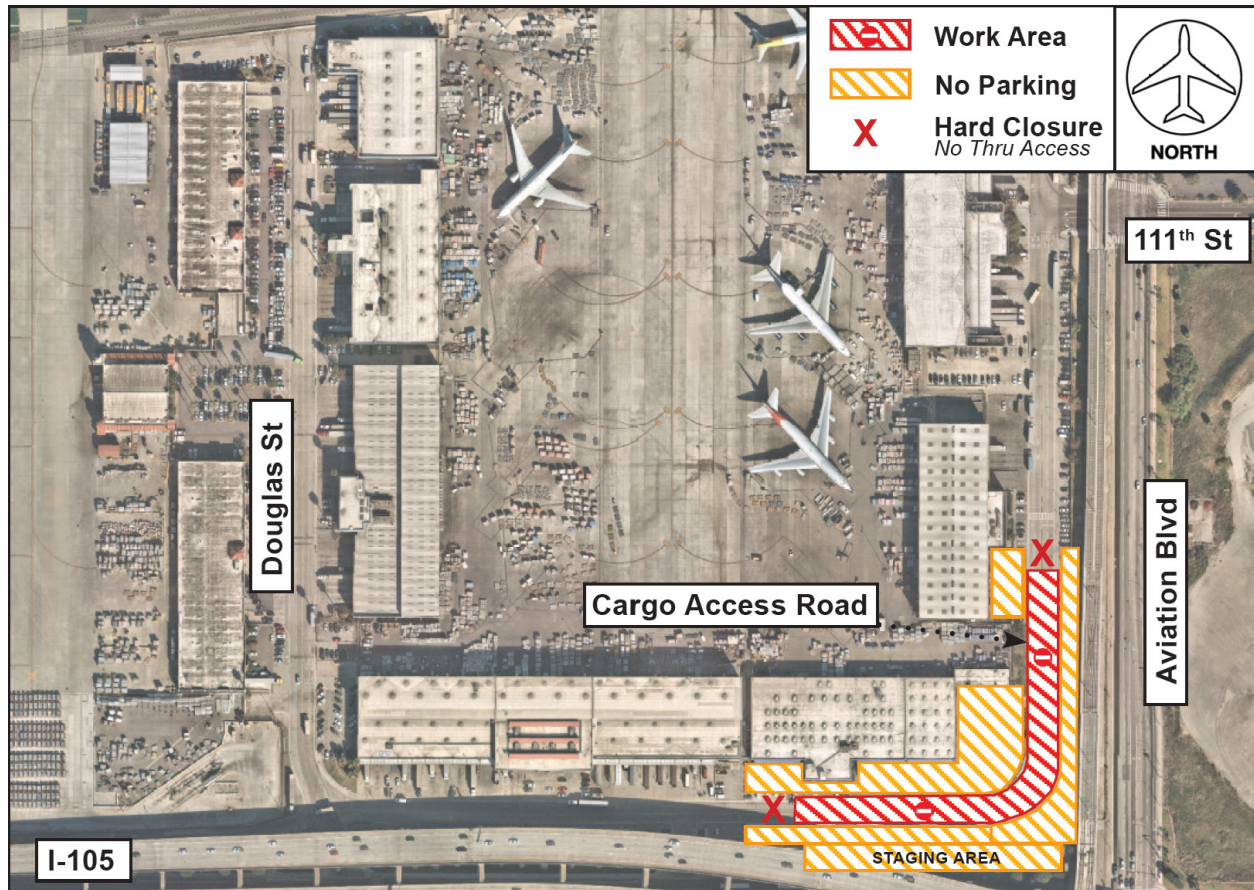 Work Area
No Parking
X Hard Closure
No Thru Access
NORTH
111th St
Douglas St
X
Cargo Access Road
Aviation Blvd
X
STAGING AREA
I-105